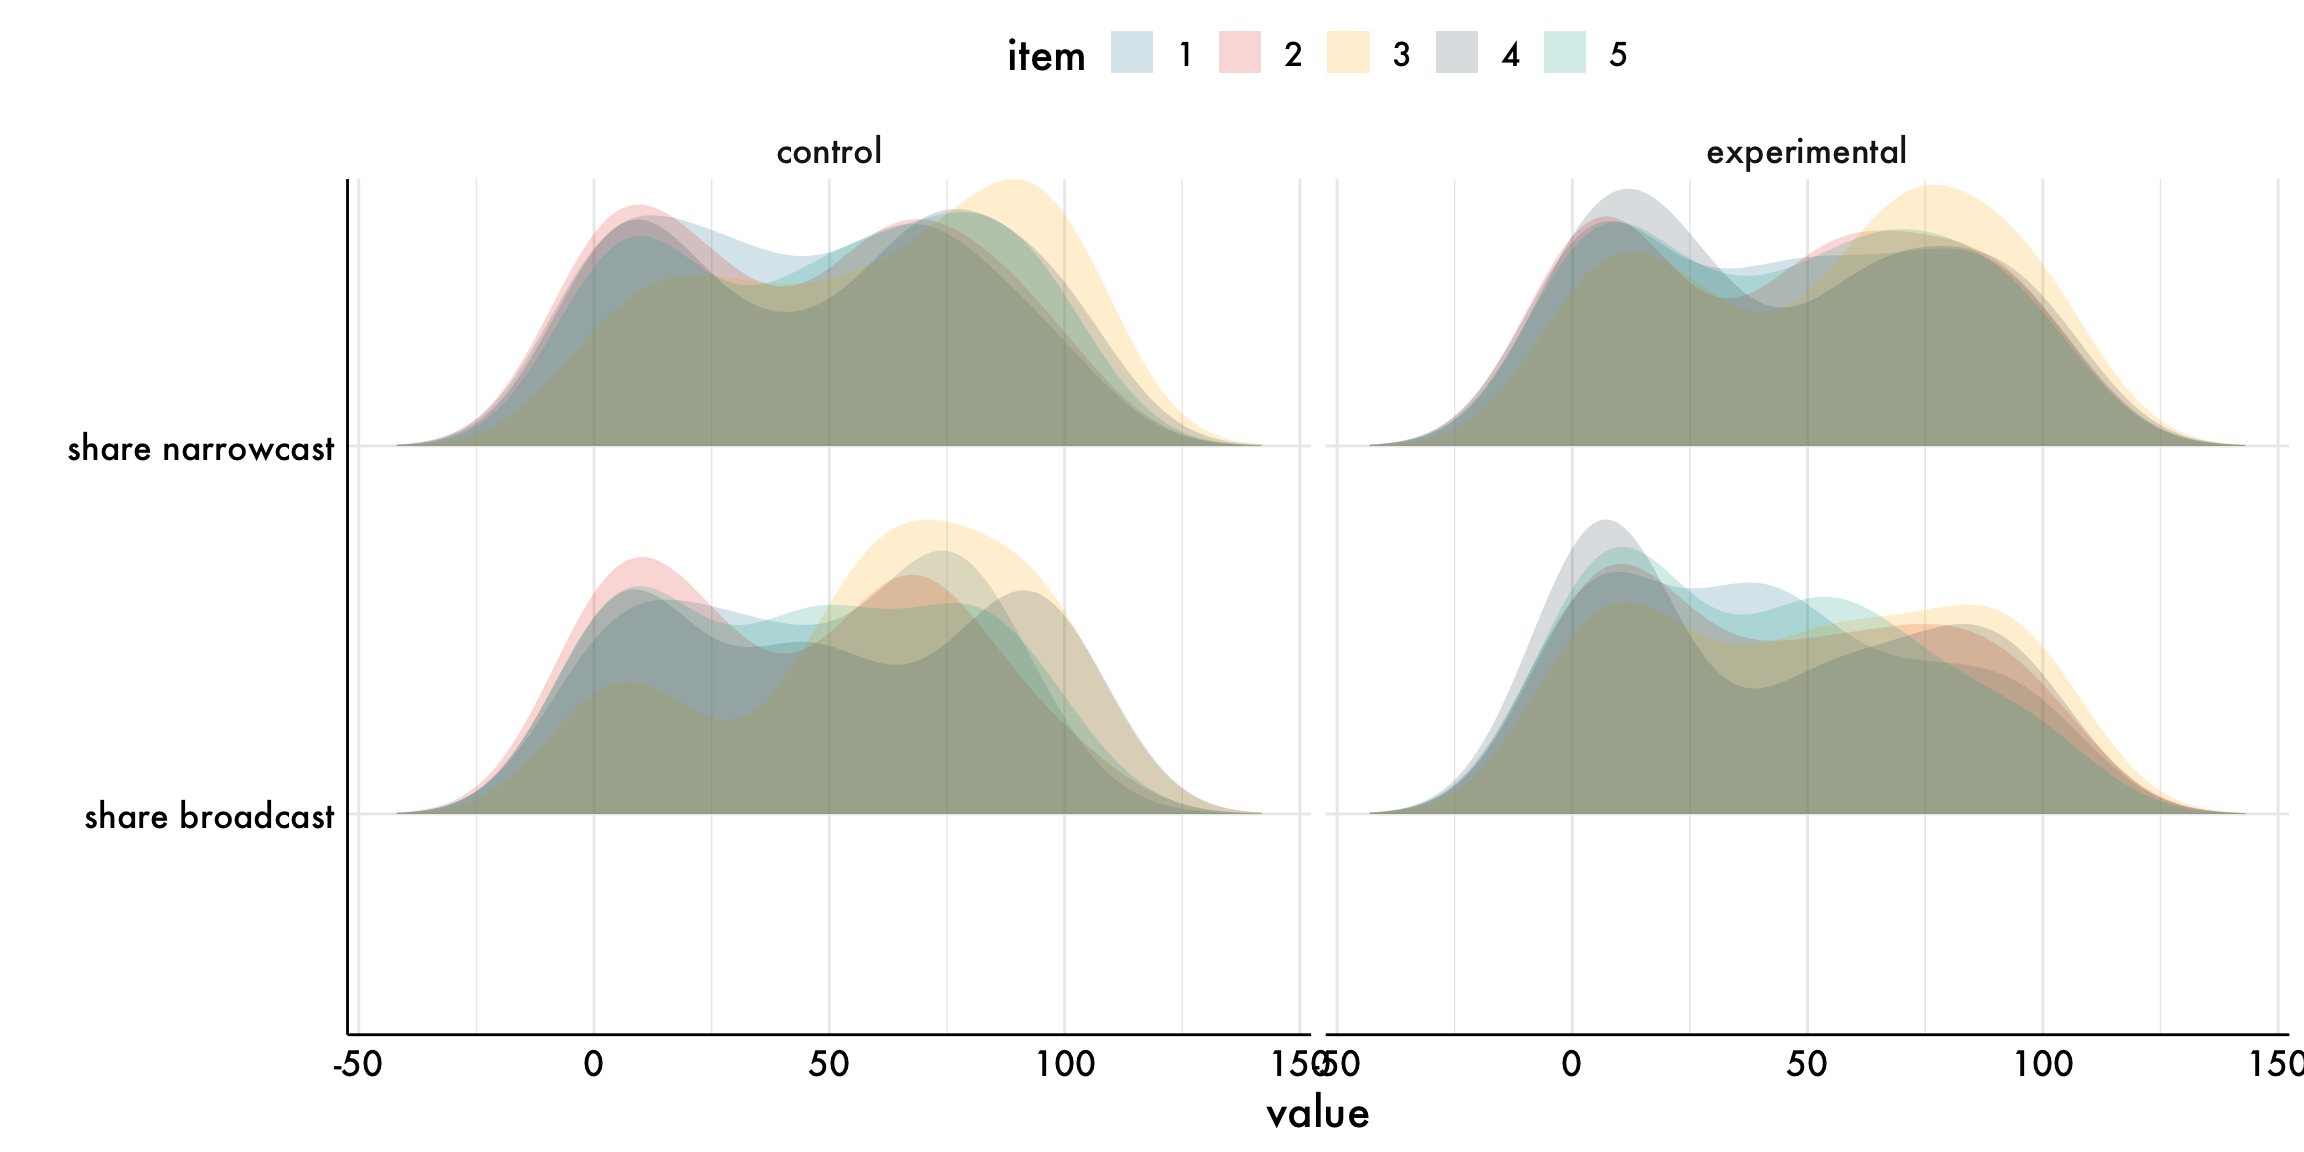 item 1 2 3 4 5
control experimental
share narrowcast
share broadcast
-50 0 50 100 150 -50 0 50 100 150
value